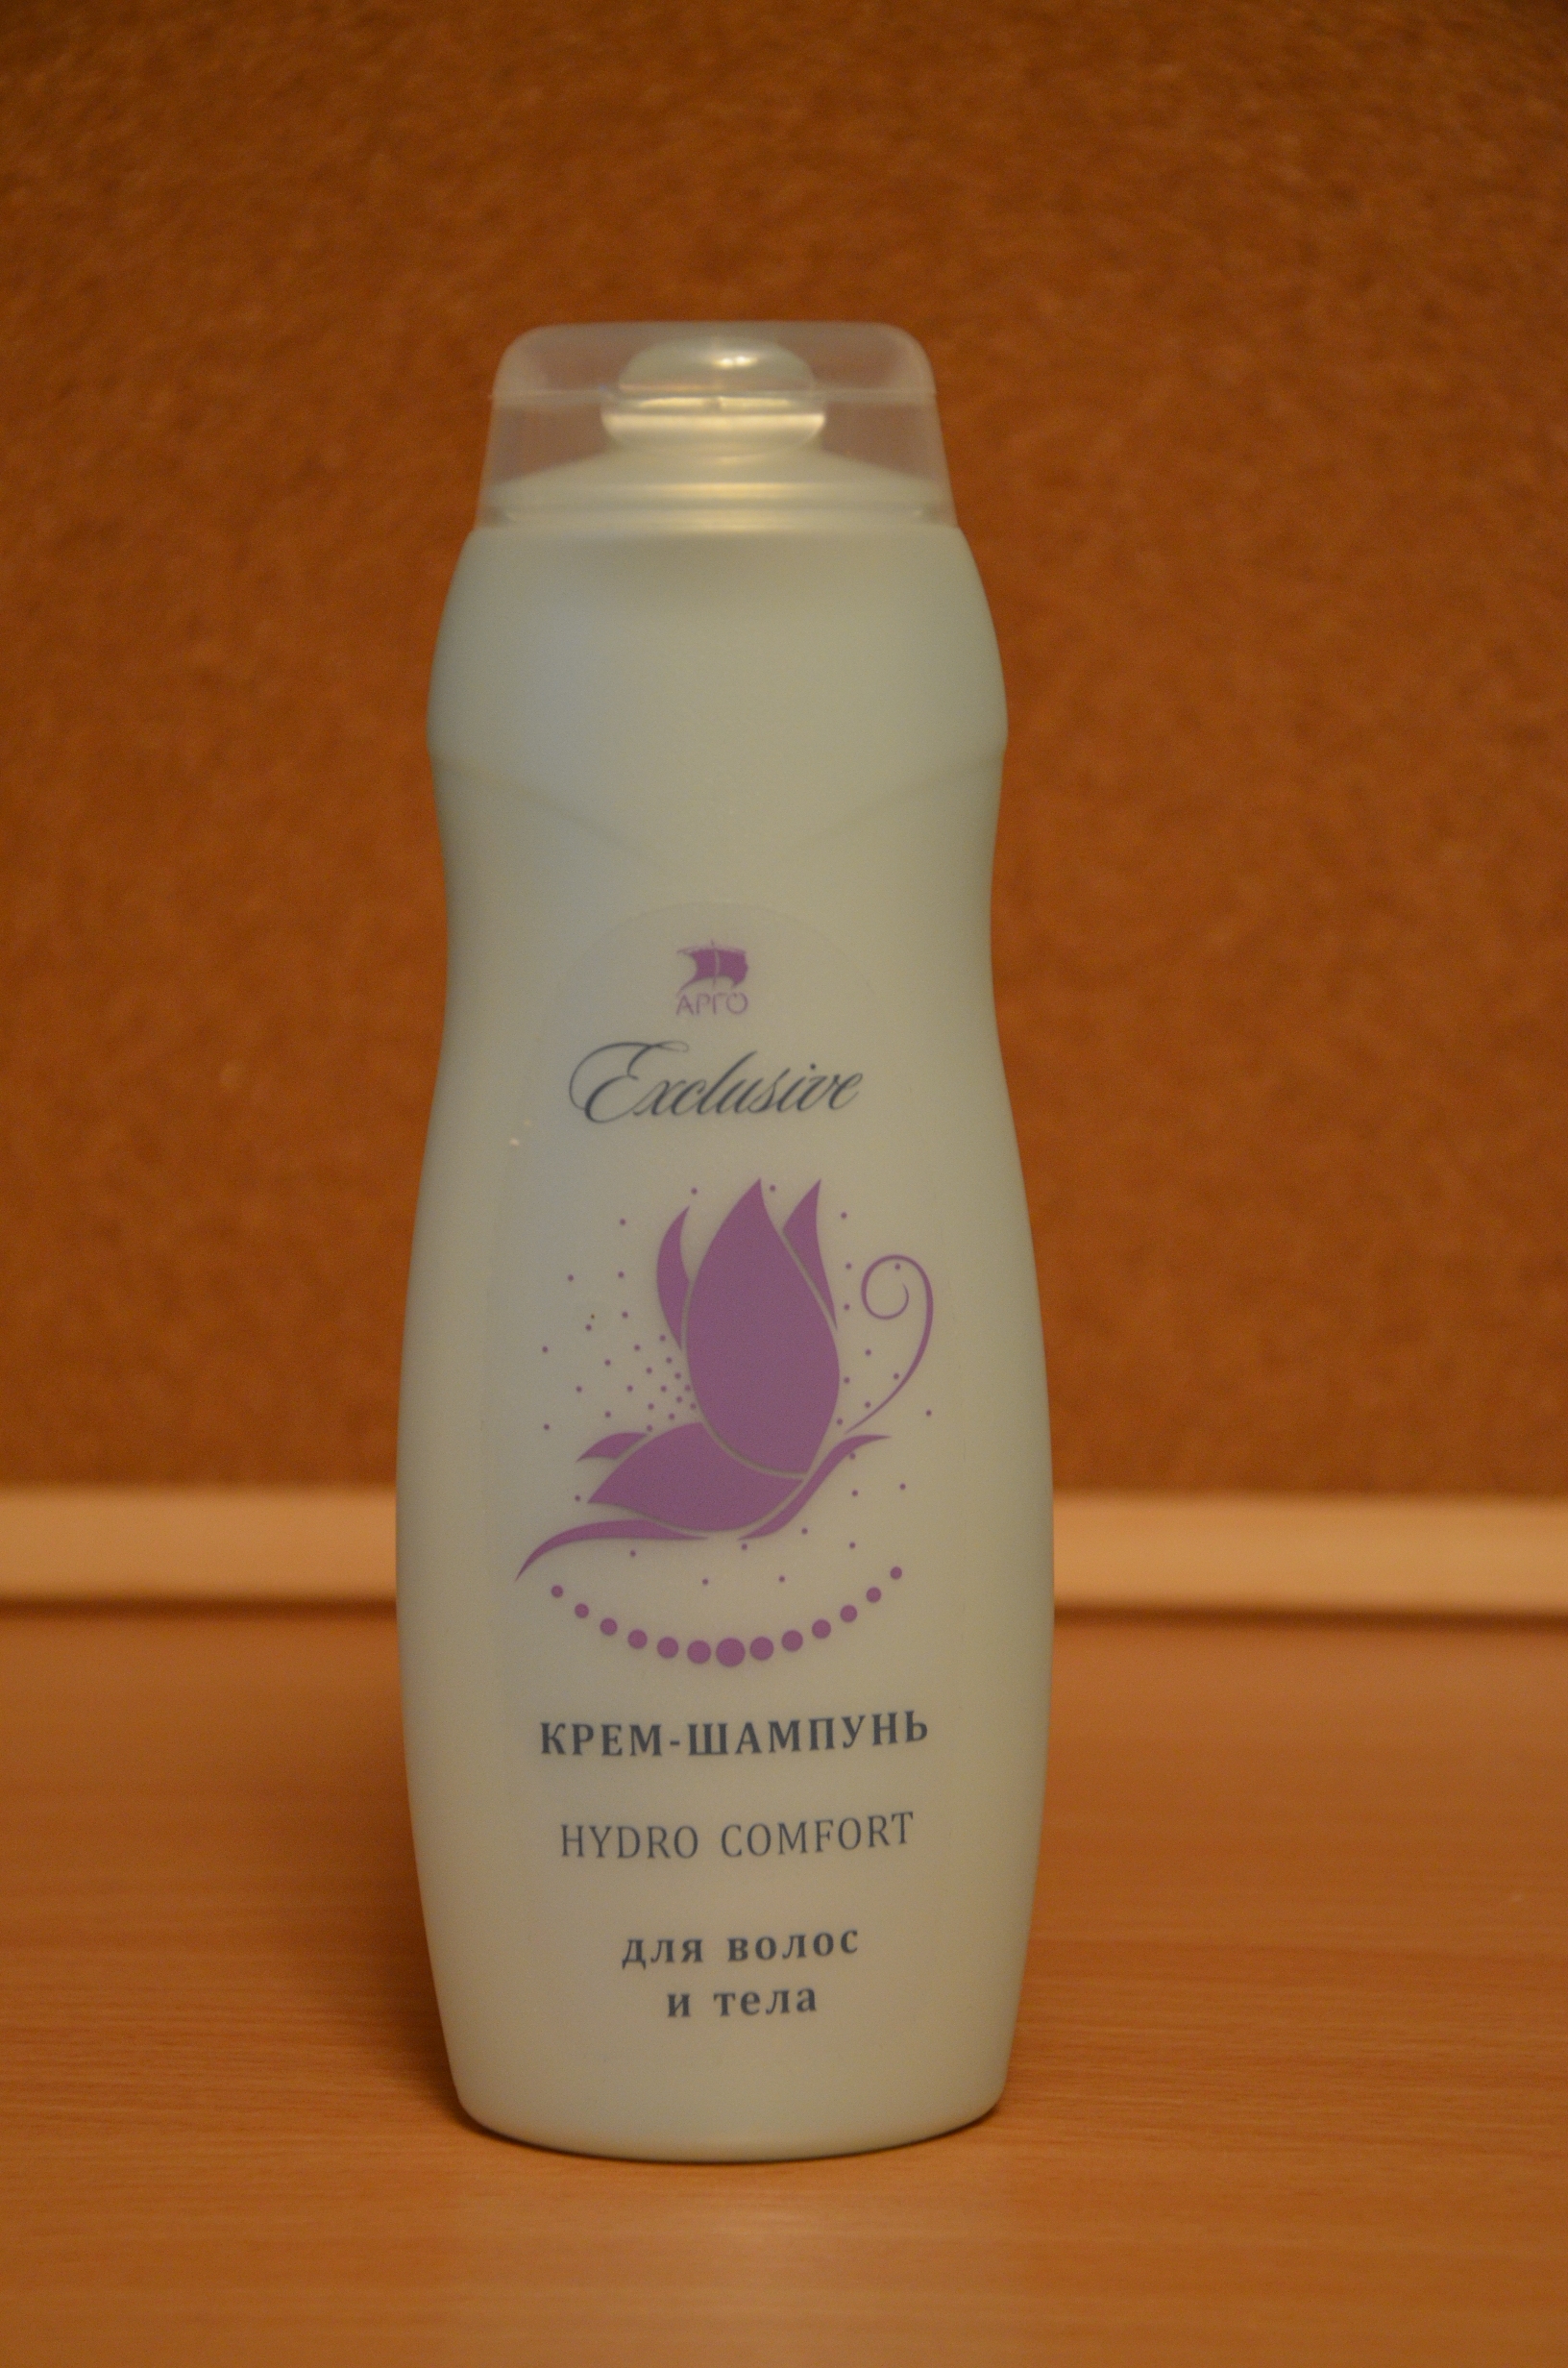 АРГО
Exclusive
КРЕМ-ШАМПУНЬ
HYDRO COMFORT
для волос
и тела